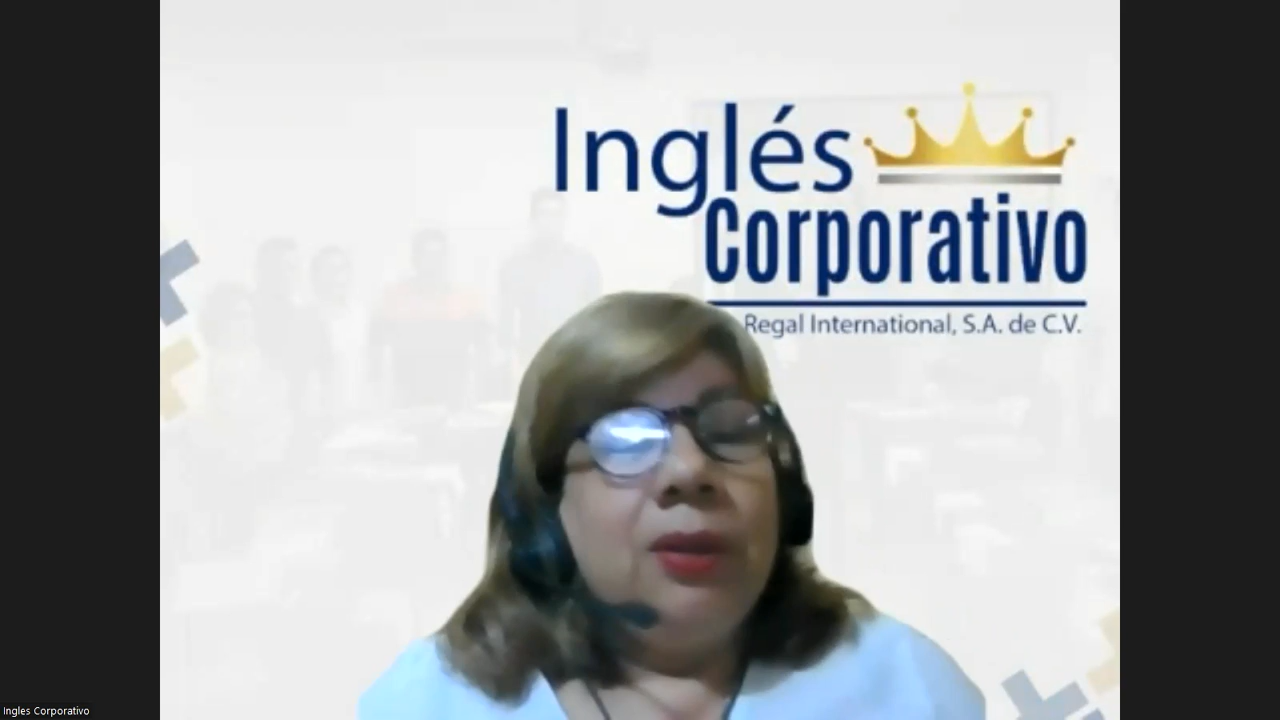 Inglés
Corporativo
Regal International, S.A. de C.V.
Ingles Corporativo